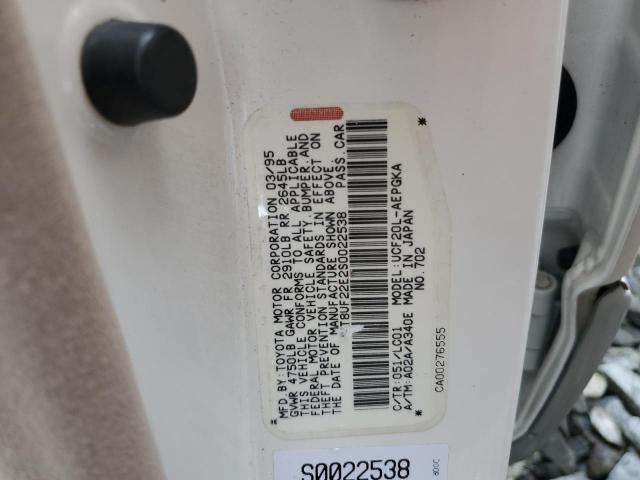 MFD BY: TOYOTA MOTOR CORPORATION 03/95
GVWR 4750LB GAWR FR 2910LB RR 2645LB
THIS VEHICLE CONFORMS TO ALL APPLICABLE
FEDERAL MOTOR VEHICLE SAFETY, BUMPER, AND
THEFT PREVENTION STANDARDS IN EFFECT ON
THE DATE OF MANUFACTURE SHOWN ABOVE.
T8UF22E2S0022538 PASS. CAR
C/TR: 051/LC01 MODEL: UCF20L-AEPGKA
A/TM: A02A/A340E MADE IN JAPAN
NO. 702
CA00276555
S0022538